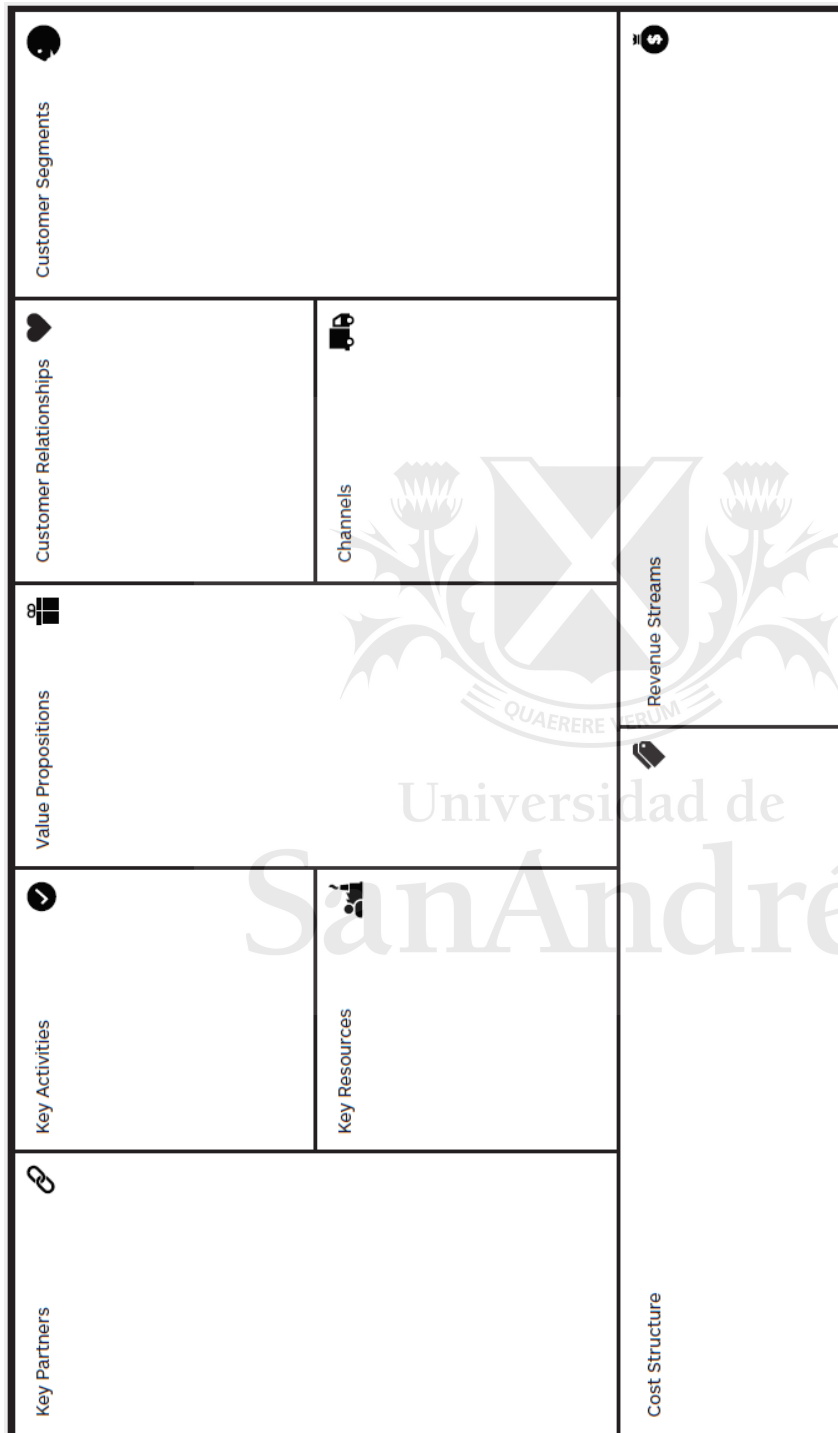 Key Partners
Key Activities
Key Resources
Value Propositions
Customer Relationships
Channels
Customer Segments
Cost Structure
Revenue Streams
QUAERERE VERUM
Universidad de
SanAndré